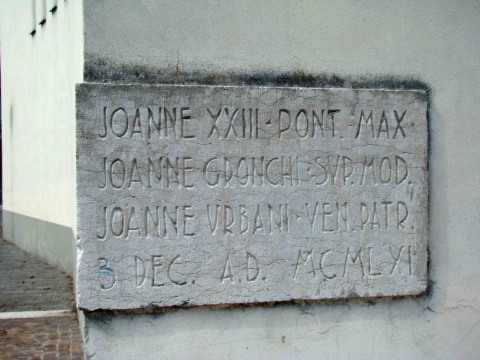 JOANNE XXIII · PONT. MAX ·
JOANNE GRONCHI · SVP. MOD.
JOANNE VRBANI · VEN. PATR.
3 DEC. A.D. MCMLXI